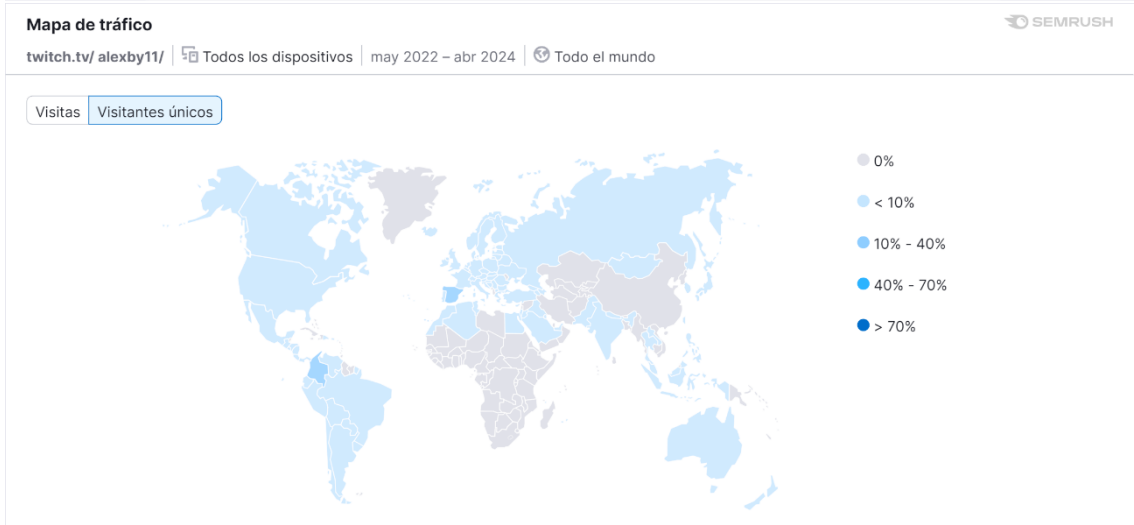 Mapa de tráfico
SEMRUSH
twitch.tv/ alexby11/ Todos los dispositivos may 2022 – abr 2024 Todo el mundo
Visitas Visitantes únicos
0%
< 10%
10% - 40%
40% - 70%
> 70%